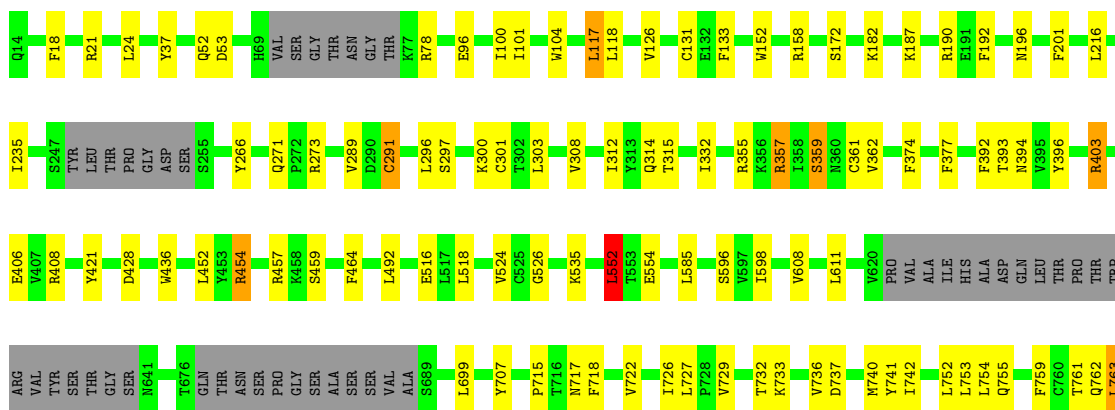 Q14 F18 R21 L24 Y37 Q52 D53 H69 VAL SER GLY THR ASN GLY THR K77 R78 E96 I100 I101 W104 L117 L118 V126 C131 E132 F133 W152 R158 S172 K182 K187 R190 E191 F192 N196 F201 L216
I235 S247 TYR LEU THR PRO GLY ASP SER S255 Y266 Q271 P272 R273 V289 D290 C291 L296 S297 K300 C301 T302 L303 V308 I312 Y313 Q314 T315 I332 R355 K356 R357 I358 S359 N360 C361 V362 F374 F377 F392 T393 N394 V395 Y396 R403
E406 V407 R408 Y421 D428 W436 L452 Y453 R454 R457 K458 S459 F464 L492 E516 L517 L518 V524 C525 G526 K535 L552 T553 E554 L585 S596 V597 I598 V608 L611 V620 PRO VAL ALA ILE HIS ALA ASP GLN LEU THR PRO THR TRP
ARG VAL TYR SER THR GLY SER N641 T676 GLN THR ASN SER PRO GLY SER ALA SER SER VAL ALA S689 L699 Y707 P715 T716 N717 F718 V722 I726 L727 P728 V729 T732 K733 V736 D737 M740 Y741 I742 L752 L753 L754 Q755 F759 C760 T761 Q762